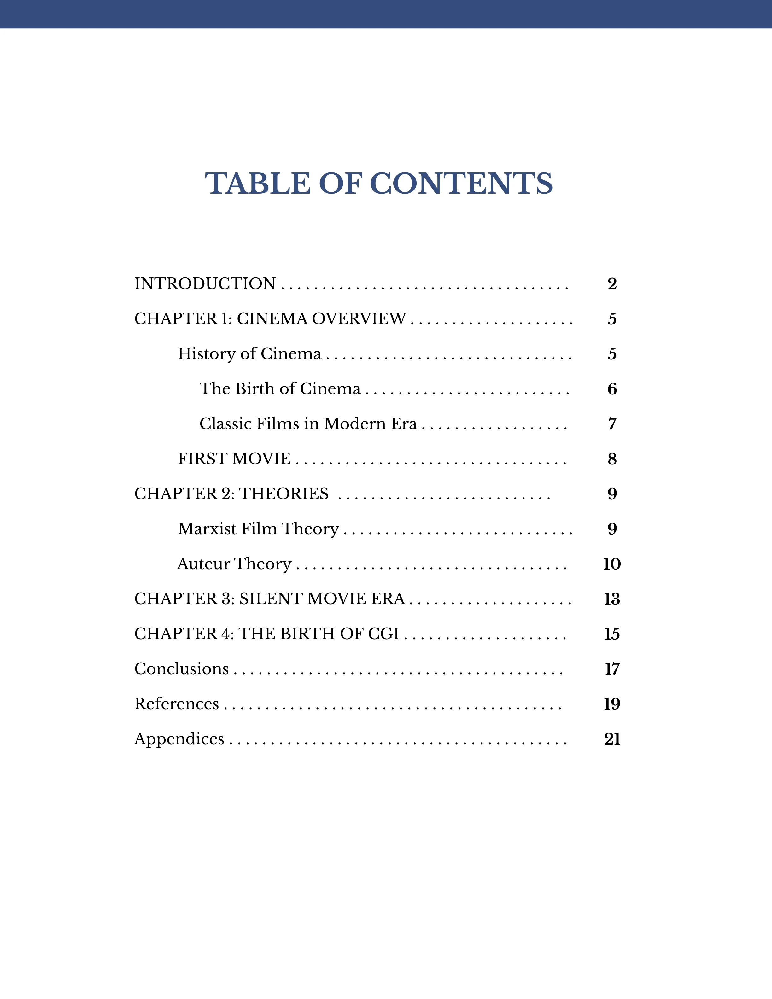 TABLE OF CONTENTS
INTRODUCTION . . . . . . . . . . . . . . . . . . . . . . . . . . . . . . . . . . . 2
CHAPTER 1: CINEMA OVERVIEW . . . . . . . . . . . . . . . . . . . . 5
History of Cinema . . . . . . . . . . . . . . . . . . . . . . . . . . . . . . 5
The Birth of Cinema . . . . . . . . . . . . . . . . . . . . . . . . . 6
Classic Films in Modern Era . . . . . . . . . . . . . . . . . . 7
FIRST MOVIE . . . . . . . . . . . . . . . . . . . . . . . . . . . . . . . . . 8
CHAPTER 2: THEORIES . . . . . . . . . . . . . . . . . . . . . . . . . . 9
Marxist Film Theory . . . . . . . . . . . . . . . . . . . . . . . . . . . . 9
Auteur Theory . . . . . . . . . . . . . . . . . . . . . . . . . . . . . . . . . 10
CHAPTER 3: SILENT MOVIE ERA . . . . . . . . . . . . . . . . . . . . 13
CHAPTER 4: THE BIRTH OF CGI . . . . . . . . . . . . . . . . . . . . 15
Conclusions . . . . . . . . . . . . . . . . . . . . . . . . . . . . . . . . . . . . . . . . 17
References . . . . . . . . . . . . . . . . . . . . . . . . . . . . . . . . . . . . . . . . . 19
Appendices . . . . . . . . . . . . . . . . . . . . . . . . . . . . . . . . . . . . . . . . . 21